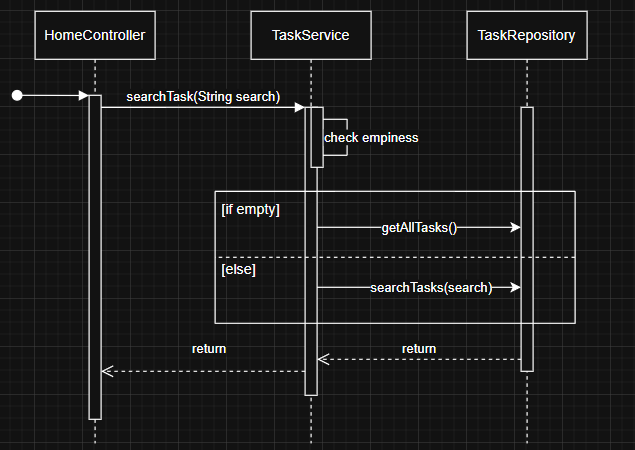 HomeController
TaskService
TaskRepository
searchTask(String search)
check empiness
[if empty]
getAllTasks()
[else]
searchTasks(search)
return
return